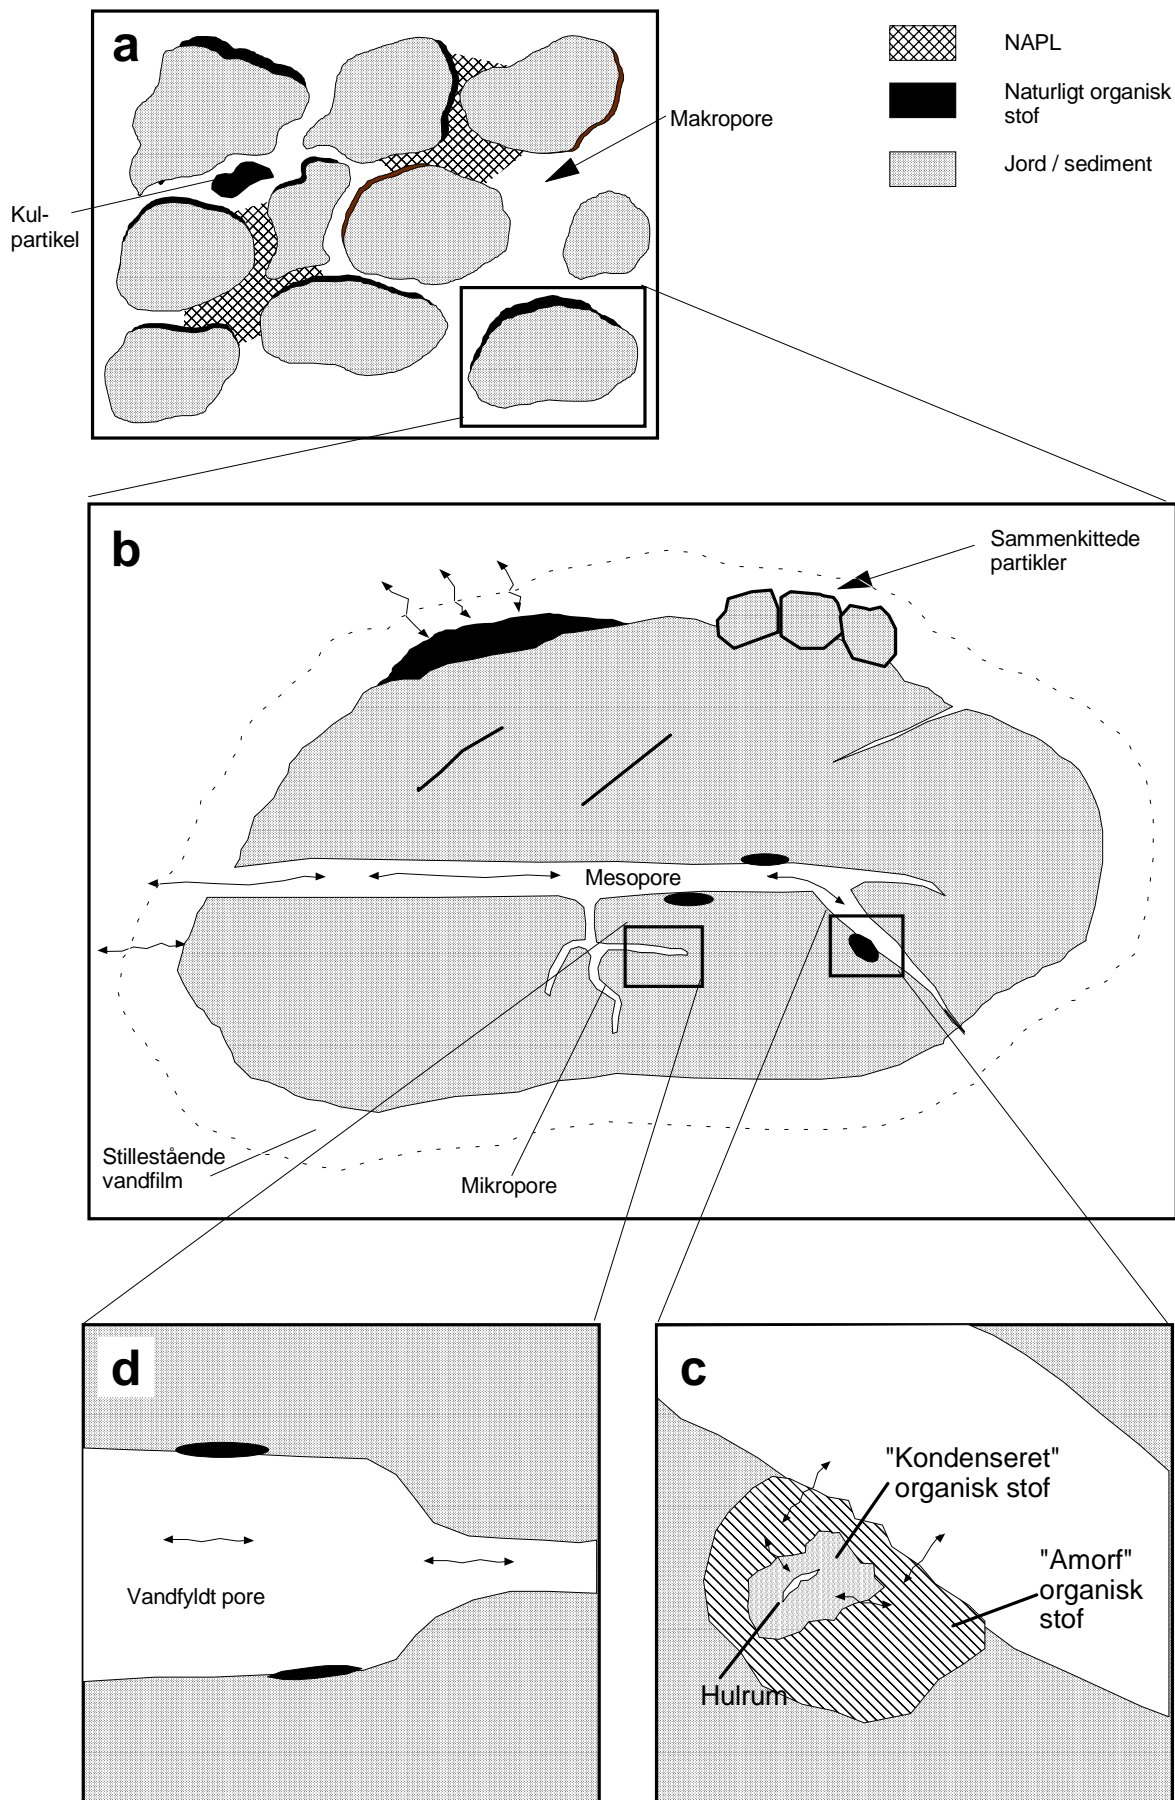 a
NAPL
Naturligt organisk
stof
Jord / sediment
Makropore
Kul-
partikel
b
Sammenkittede
partikler
Mesopore
Stillestående
vandfilm
Mikropore
d
Vandfyldt pore
c
"Kondenseret"
organisk stof
"Amorf"
organisk
stof
Hulrum